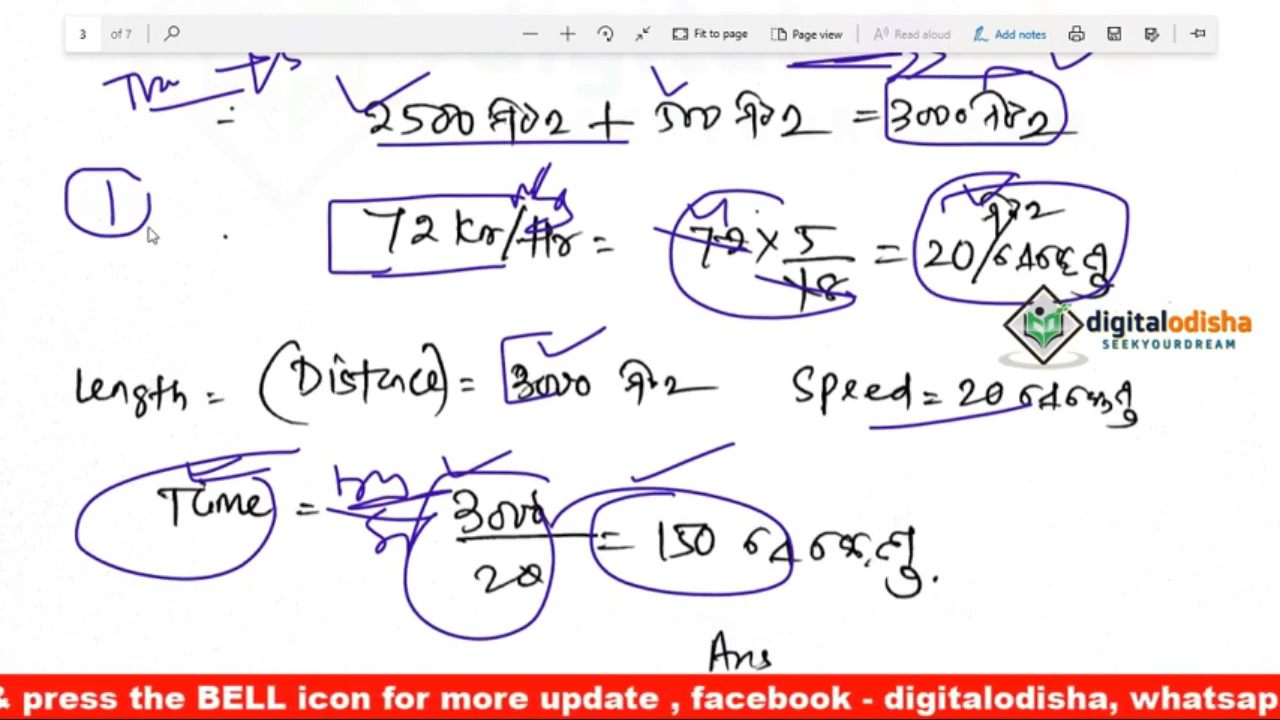 3 of 7 Fit to page Page view Read aloud Add notes
= 2500 ମିଟର + 500 ମିଟର = 3000 ମିଟର
1
72 Km/Hr = 72 × 5/18 = 20 ମିଟର/ସେକେଣ୍ଡ
digitalodisha
SEEKYOURDREAM
Length = (Distance) = 3000 ମିଟର Speed = 20 ସେକେଣ୍ଡ
Time = 3000/20 = 150 ସେକେଣ୍ଡ.
Ans
& press the BELL icon for more update , facebook - digitalodisha, whatsap